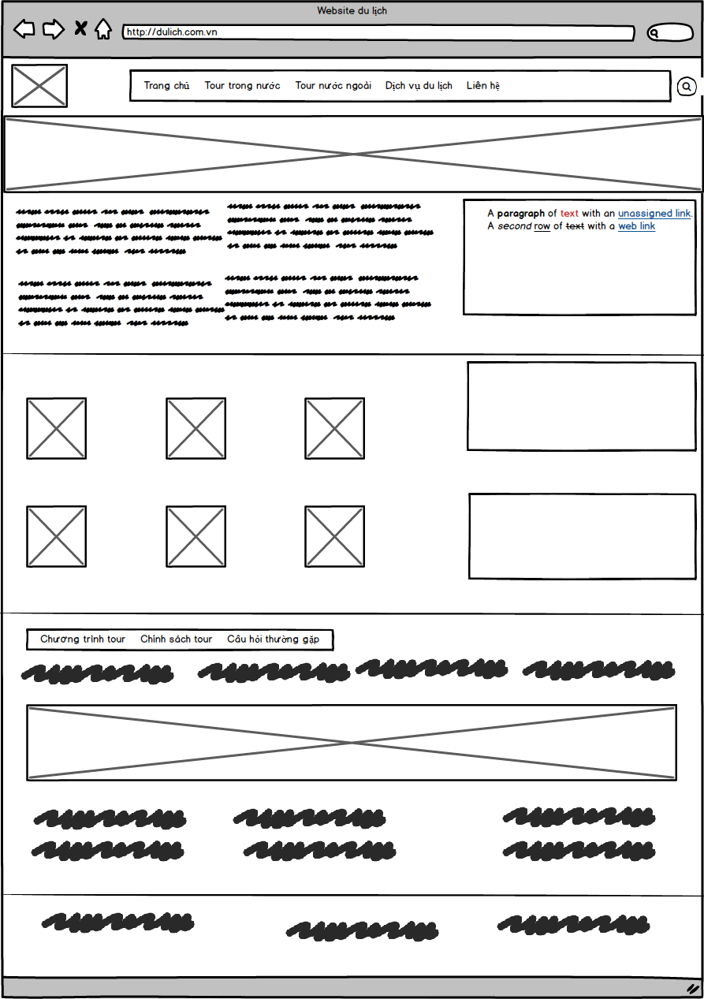 Website du lịch
http://dulich.com.vn
Trang chủ Tour trong nước Tour nước ngoài Dịch vụ du lịch Liên hệ
A paragraph of text with an unassigned link.
A second row of text with a web link
Chương trình tour Chính sách tour Câu hỏi thường gặp